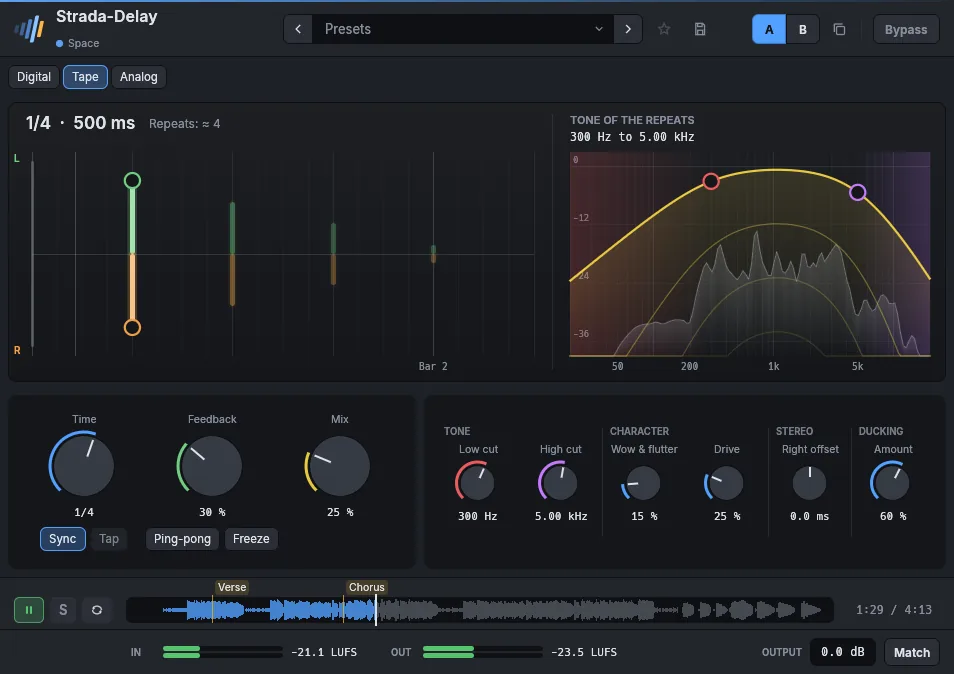 Strada-Delay
Space
Presets
A B
Bypass
Digital Tape Analog
1/4 · 500 ms Repeats: ≈ 4
L
R
Bar 2
TONE OF THE REPEATS
300 Hz to 5.00 kHz
0
-12
-24
-36
50 200 1k 5k
Time Feedback Mix
1/4 30 % 25 %
Sync Tap Ping-pong Freeze
TONE CHARACTER STEREO DUCKING
Low cut High cut Wow & flutter Drive Right offset Amount
300 Hz 5.00 kHz 15 % 25 % 0.0 ms 60 %
Verse Chorus
S
1:29 / 4:13
IN -21.1 LUFS OUT -23.5 LUFS OUTPUT 0.0 dB Match